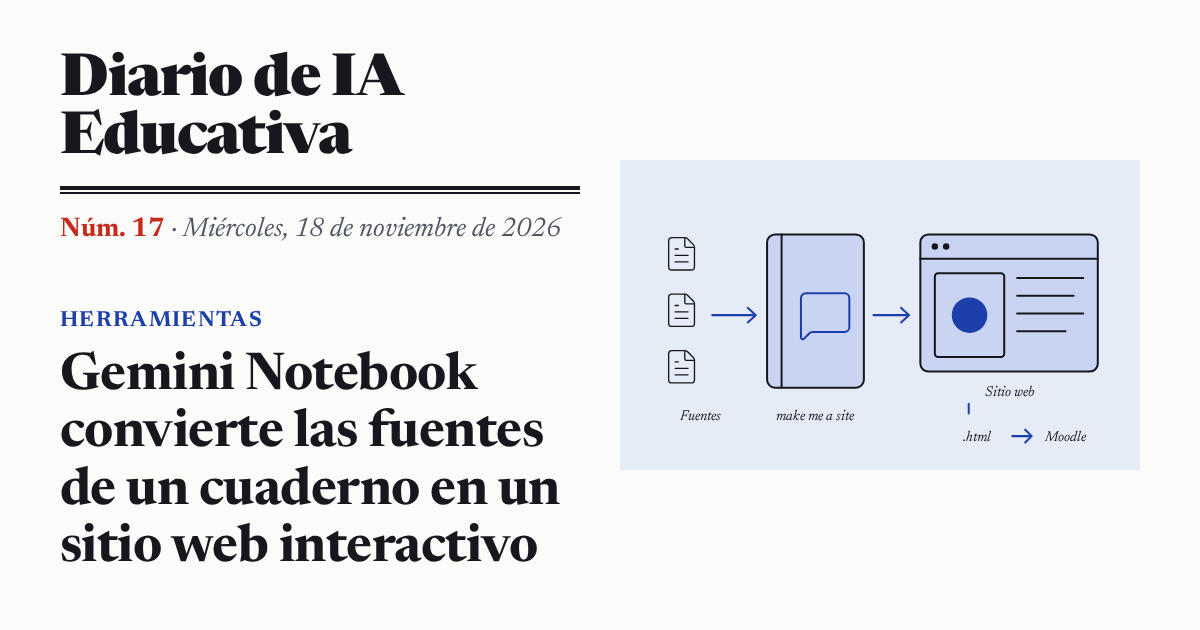 Diario de IA
Educativa
Núm. 17 · Miércoles, 18 de noviembre de 2026
HERRAMIENTAS
Gemini Notebook
convierte las fuentes
de un cuaderno en un
sitio web interactivo
Fuentes
make me a site
Sitio web
.html
Moodle